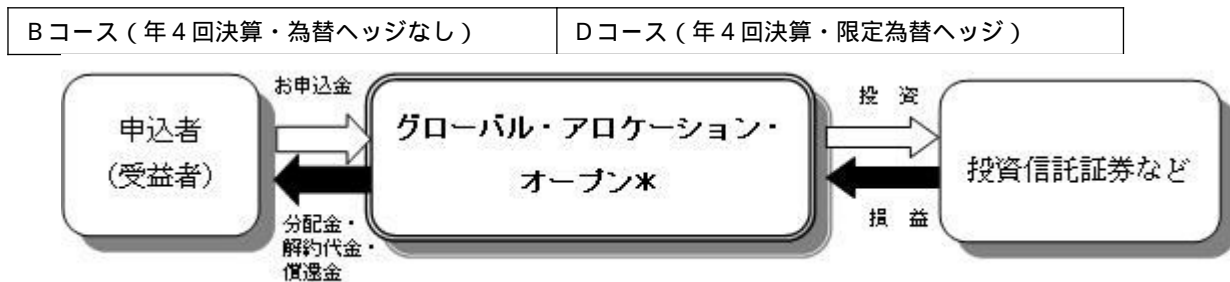 Bコース(年4回決算・為替ヘッジなし)
Dコース(年4回決算・限定為替ヘッジ)
お申込金
投 資
申込者
(受益者)
グローバル・アロケーション・
オープン*
投資信託証券など
分配金・
解約代金・
償還金
損 益